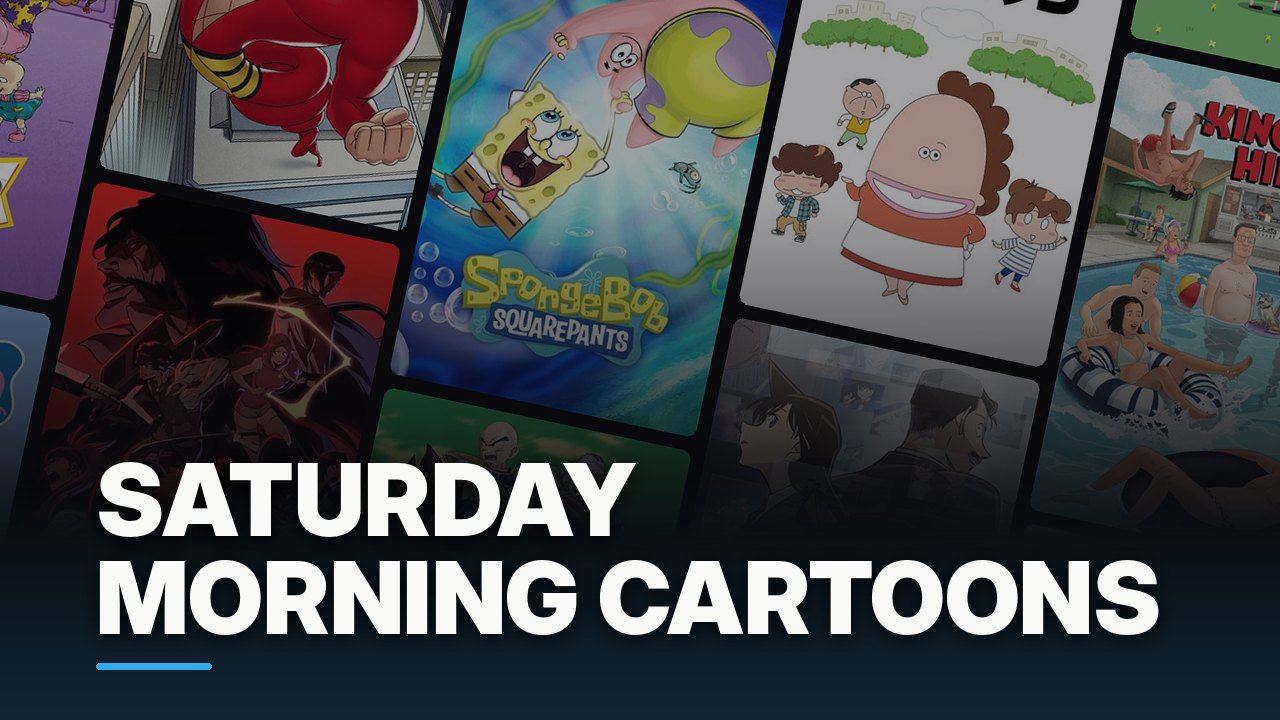 SPONGEBOB
SQUAREPANTS
SATURDAY
MORNING CARTOONS